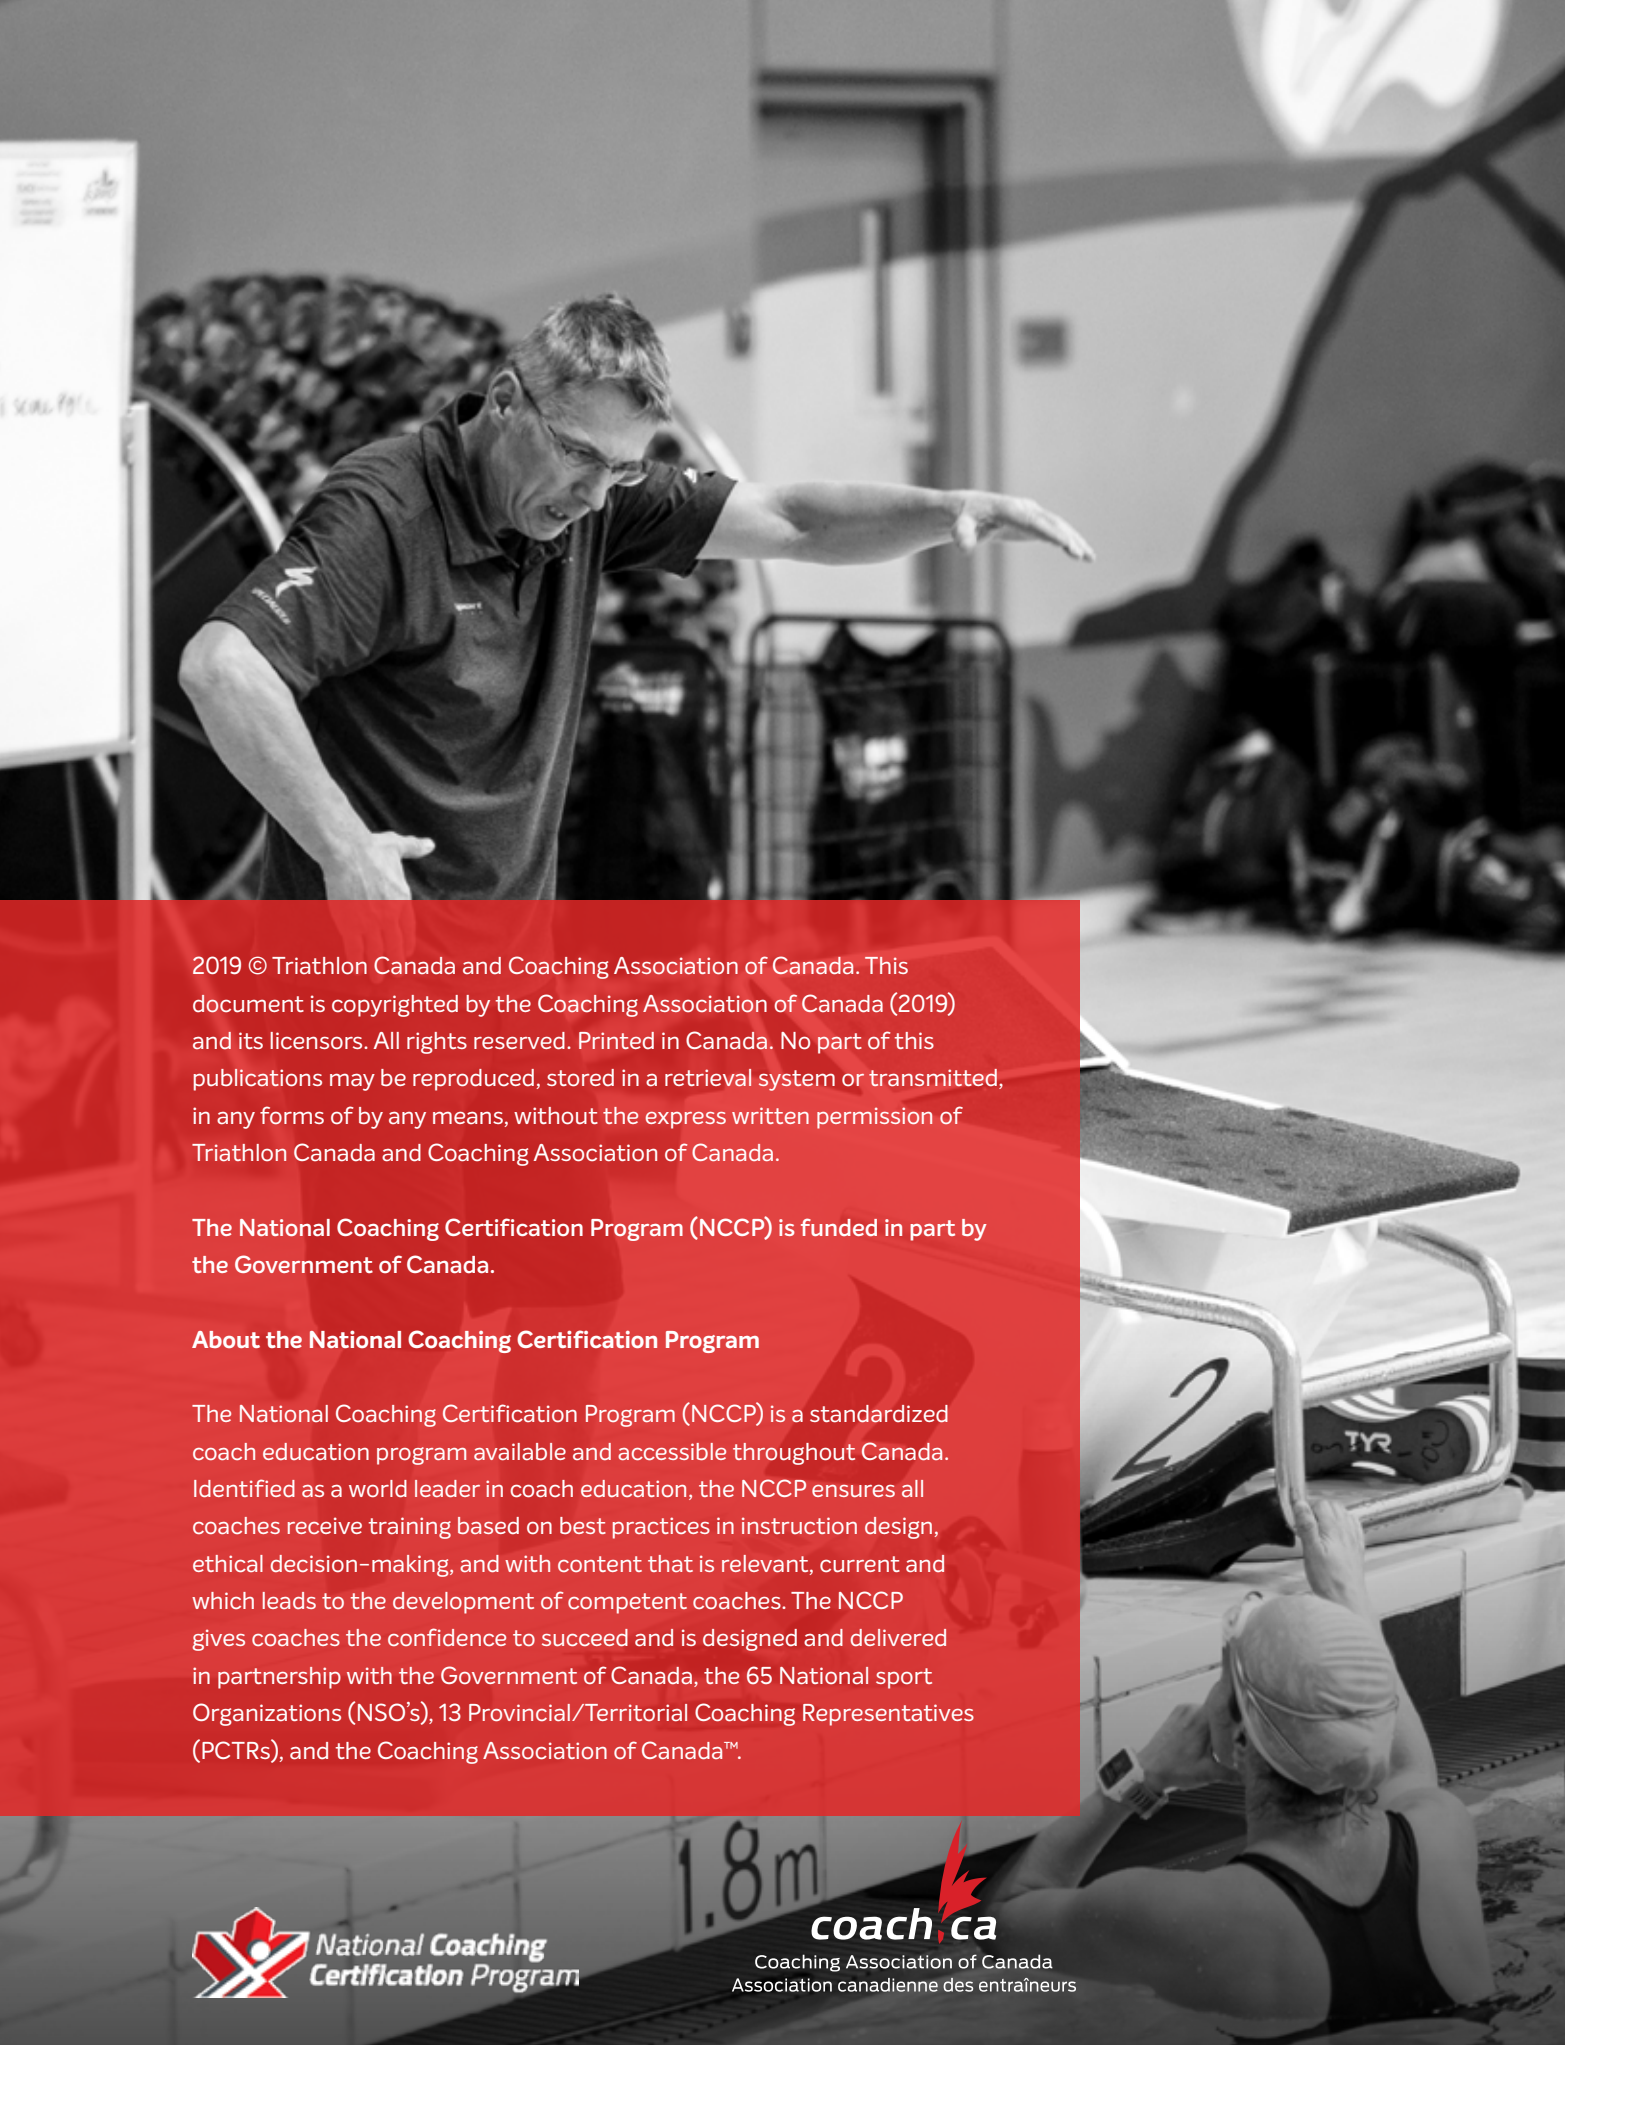 SPECIALIZED
2019 © Triathlon Canada and Coaching Association of Canada. This
document is copyrighted by the Coaching Association of Canada (2019)
and its licensors. All rights reserved. Printed in Canada. No part of this
publications may be reproduced, stored in a retrieval system or transmitted,
in any forms of by any means, without the express written permission of
Triathlon Canada and Coaching Association of Canada.
The National Coaching Certification Program (NCCP) is funded in part by
the Government of Canada.
About the National Coaching Certification Program
The National Coaching Certification Program (NCCP) is a standardized
coach education program available and accessible throughout Canada.
Identified as a world leader in coach education, the NCCP ensures all
coaches receive training based on best practices in instruction design,
ethical decision-making, and with content that is relevant, current and
which leads to the development of competent coaches. The NCCP
gives coaches the confidence to succeed and is designed and delivered
in partnership with the Government of Canada, the 65 National sport
Organizations (NSO's), 13 Provincial/Territorial Coaching Representatives
(PCTRs), and the Coaching Association of Canada™.
2
2
TYR
1.8m
National Coaching
Certification Program
coach.ca
Coaching Association of Canada
Association canadienne des entraîneurs